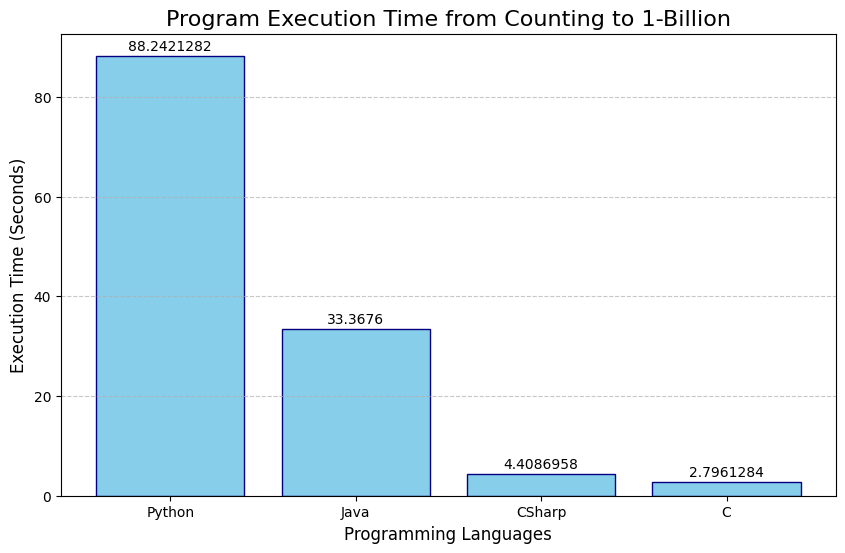 Program Execution Time from Counting to 1-Billion
88.2421282
33.3676
4.4086958
2.7961284
80
60
40
20
0
Execution Time (Seconds)
Python Java CSharp C
Programming Languages